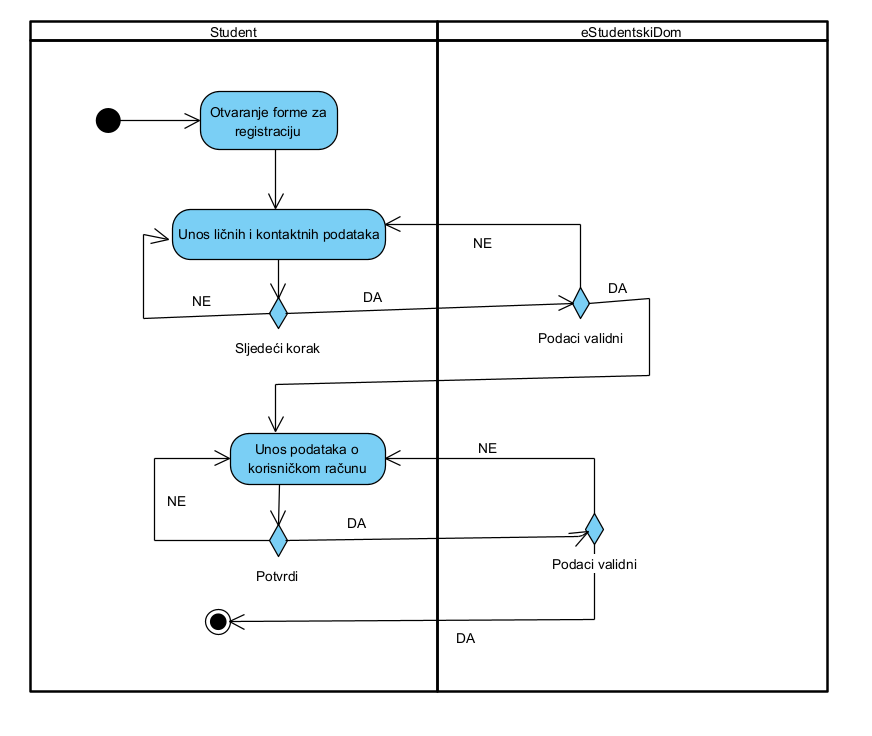 Student
eStudentskiDom
Otvaranje forme za
registraciju
Unos ličnih i kontaktnih podataka
NE
NE
DA
DA
Podaci validni
Sljedeći korak
Unos podataka o
korisničkom računu
NE
NE
DA
Podaci validni
Potvrdi
DA